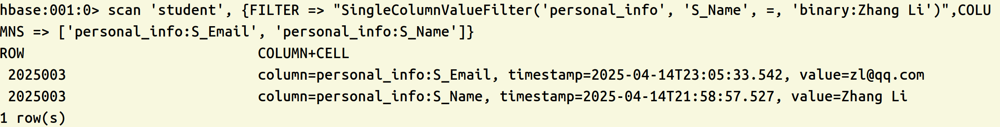 hbase:001:0> scan 'student', {FILTER => "SingleColumnValueFilter('personal_info', 'S_Name', =, 'binary:Zhang Li')",COLU
MNS => ['personal_info:S_Email', 'personal_info:S_Name']}
ROW                            COLUMN+CELL
 2025003                       column=personal_info:S_Email, timestamp=2025-04-14T23:05:33.542, value=zl@qq.com
 2025003                       column=personal_info:S_Name, timestamp=2025-04-14T21:58:57.527, value=Zhang Li
1 row(s)